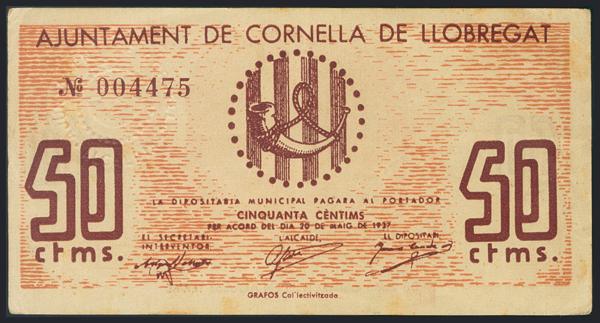 AJUNTAMENT DE CORNELLA DE LLOBREGAT
№ 004475
50 ctms.
50 ctms.
LA DIPOSITARIA MUNICIPAL PAGARA AL PORTADOR
CINQUANTA CÈNTIMS
PER ACORD DEL DIA 20 DE MAIG DE 1937
EL SECRETARI INTERVENTOR,
L'ALCALDE,
EL DIPOSITARI
GRAFOS Col·lectivitzada